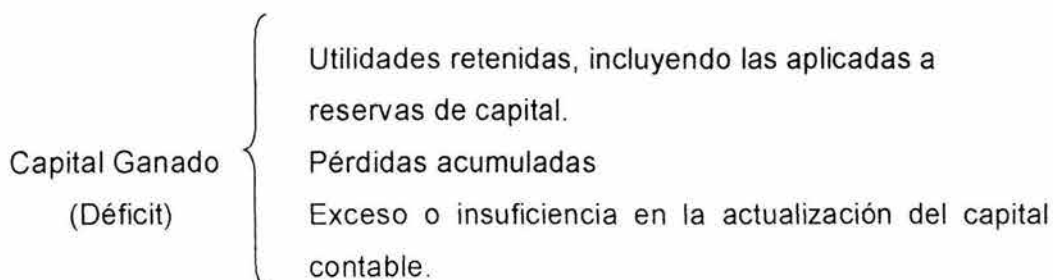 Utilidades retenidas, incluyendo las aplicadas a
reservas de capital.
Capital Ganado
Pérdidas acumuladas
(Déficit)
Exceso o insuficiencia en la actualización del capital
contable.